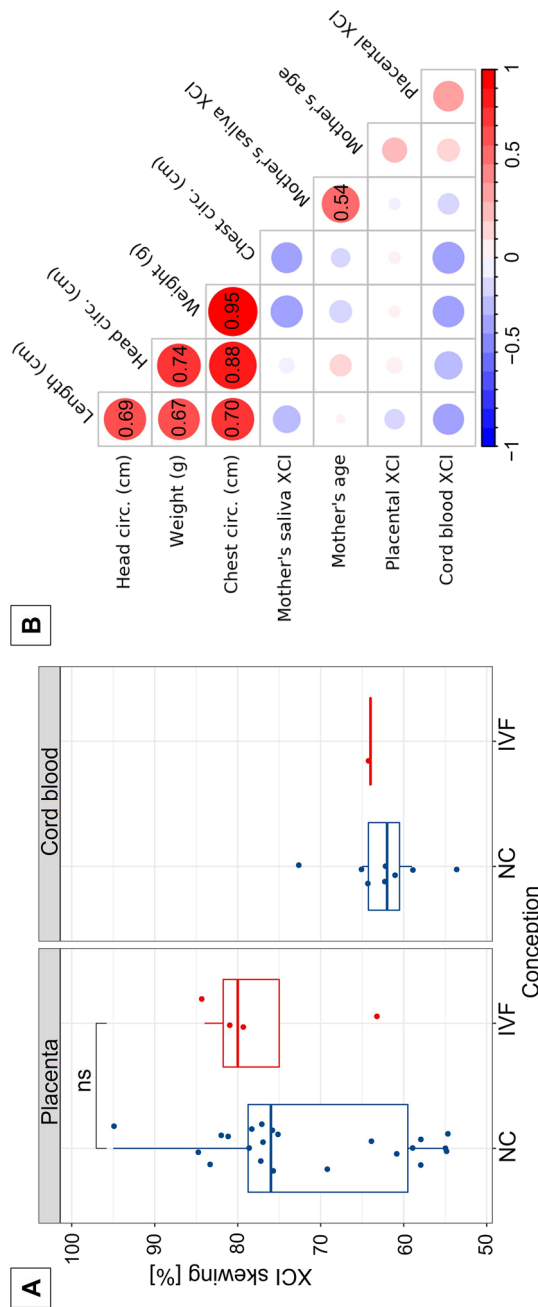 A
Placenta
Cord blood
ns
XCI skewing [%]
100
90
80
70
60
50
NC
IVF
NC
IVF
Conception
B
Length (cm)
Head circ. (cm)
Weight (g)
Chest circ. (cm)
Mother's saliva XCI
Mother's age
Placental XCI
Head circ. (cm)
0.69
Weight (g)
0.67
0.74
Chest circ. (cm)
0.70
0.88
0.95
Mother's saliva XCI
Mother's age
0.54
Placental XCI
Cord blood XCI
−1
−0.5
0
0.5
1